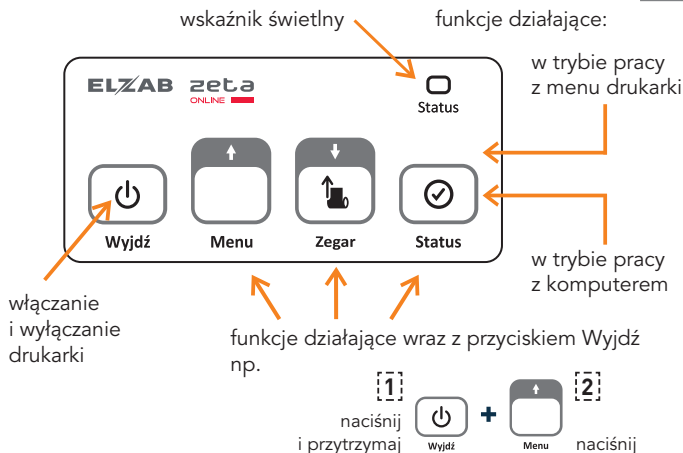 wskaźnik świetlny
funkcje działające:
w trybie pracy
z menu drukarki
ELZAB zeta
ONLINE
Status
Wyjdź
Menu
Zegar
Status
w trybie pracy
z komputerem
włączanie
i wyłączanie
drukarki
funkcje działające wraz z przyciskiem Wyjdź
np.
1
2
naciśnij
i przytrzymaj
Wyjdź
+
Menu
naciśnij